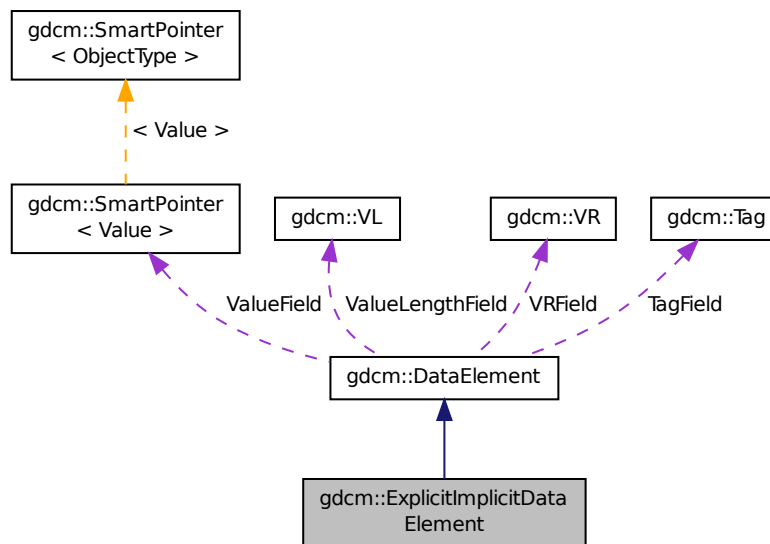 gdcm::SmartPointer
< ObjectType >
< Value >
gdcm::SmartPointer
< Value >
gdcm::VL
gdcm::VR
gdcm::Tag
ValueField
ValueLengthField
VRField
TagField
gdcm::DataElement
gdcm::ExplicitImplicitData
Element